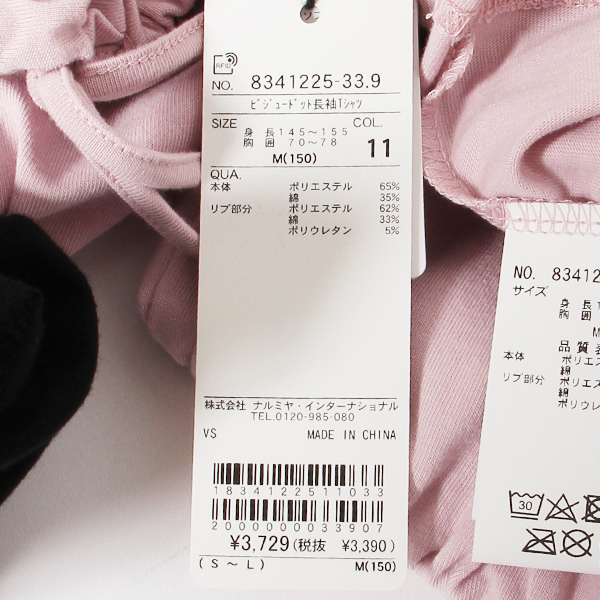 RFID
NO. 8341225-33.9
ビジュードット長袖Tシャツ
SIZE COL.
身 長 145～155
胸 囲 70～78 11
M(150)
QUA.
本体 ポリエステル 65%
綿 35%
リブ部分 ポリエステル 62%
綿 33%
ポリウレタン 5%
株式会社 ナルミヤ・インターナショナル
TEL.0120-985-080
VS MADE IN CHINA
1834122511033
2000000033907
¥3,729(税抜 ¥3,390)
(S～L) M(150)
NO. 83412
サイズ
身 長 1
胸 囲
M
品 質
本体 ポリエ
綿
リブ部分 ポリエス
綿
ポリウレ
30